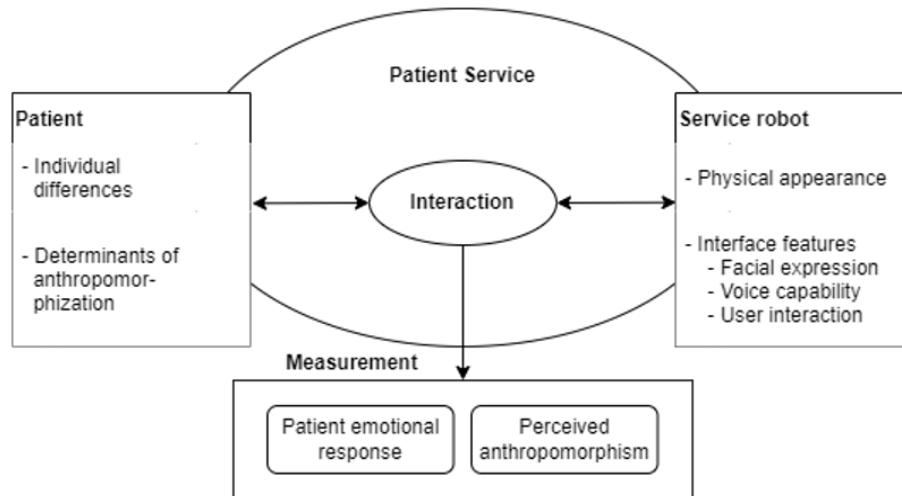 Patient Service
Patient
- Individual
differences
- Determinants of
anthropomor-
phization
Interaction
Service robot
- Physical appearance
- Interface features
- Facial expression
- Voice capability
- User interaction
Measurement
Patient emotional
response
Perceived
anthropomorphism